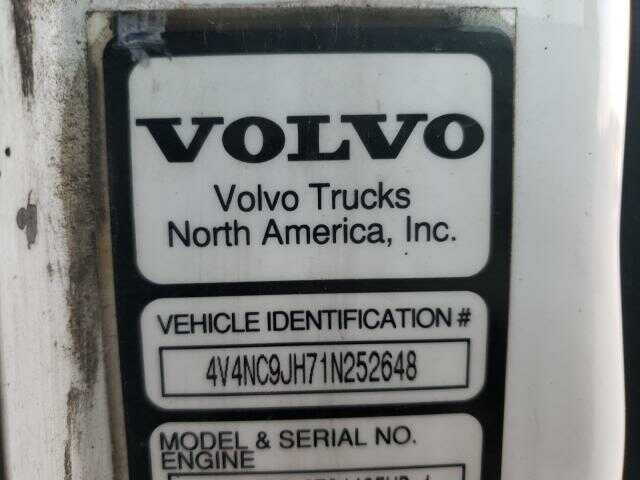 VOLVO
Volvo Trucks
North America, Inc.
VEHICLE IDENTIFICATION #
4V4NC9JH71N252648
MODEL & SERIAL NO.
ENGINE